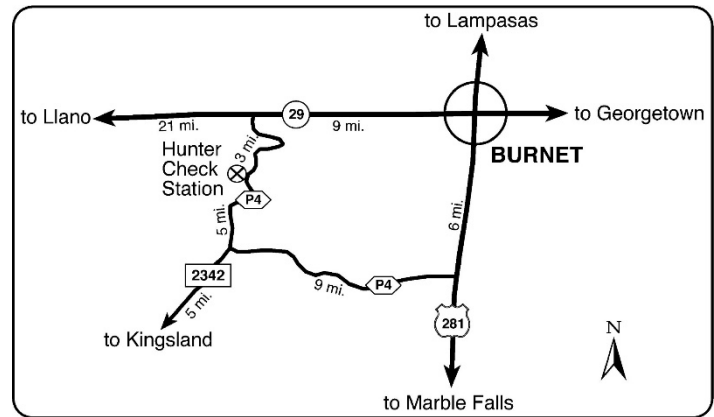 to Lampasas
to Llano
21 mi.
29
9 mi.
to Georgetown
BURNET
3 mi.
Hunter
Check
Station
P4
5 mi.
6 mi.
2342
5 mi.
9 mi.
P4
281
to Kingsland
N
to Marble Falls